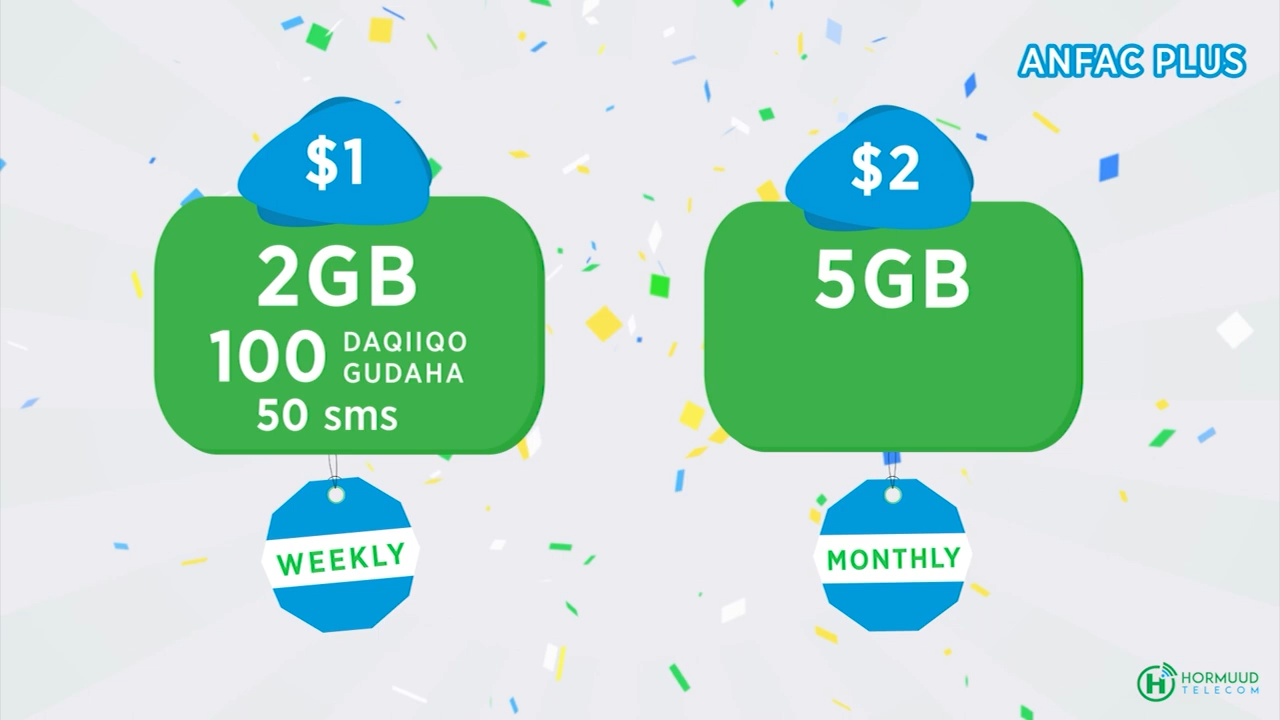 ANFAC PLUS
$1
2GB
100 DAQIIQO
GUDAHA
50 sms
WEEKLY
$2
5GB
MONTHLY
HORMUUD
TELECOM